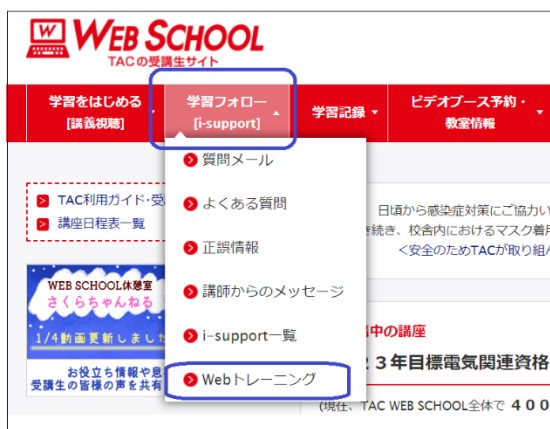 WEB SCHOOL
TACの受講生サイト
学習をはじめる
[講義視聴]
学習フォロー
[i-support]
学習記録
ビデオブース予約・
教室情報
質問メール
よくある質問
正誤情報
講師からのメッセージ
i-support一覧
Webトレーニング
TAC利用ガイド・受
講座日程表一覧
日頃から感染症対策にご協力い
き続き、校舎内におけるマスク着用
<安全のためTACが取り組ん
WEB SCHOOL休憩室
さくらちゃんねる
1/4動画更新しました
お役立ち情報や息
受講生の皆様の声を共有
中の講座
3年目標電気関連資格
(現在、TAC WEB SCHOOL全体で 400